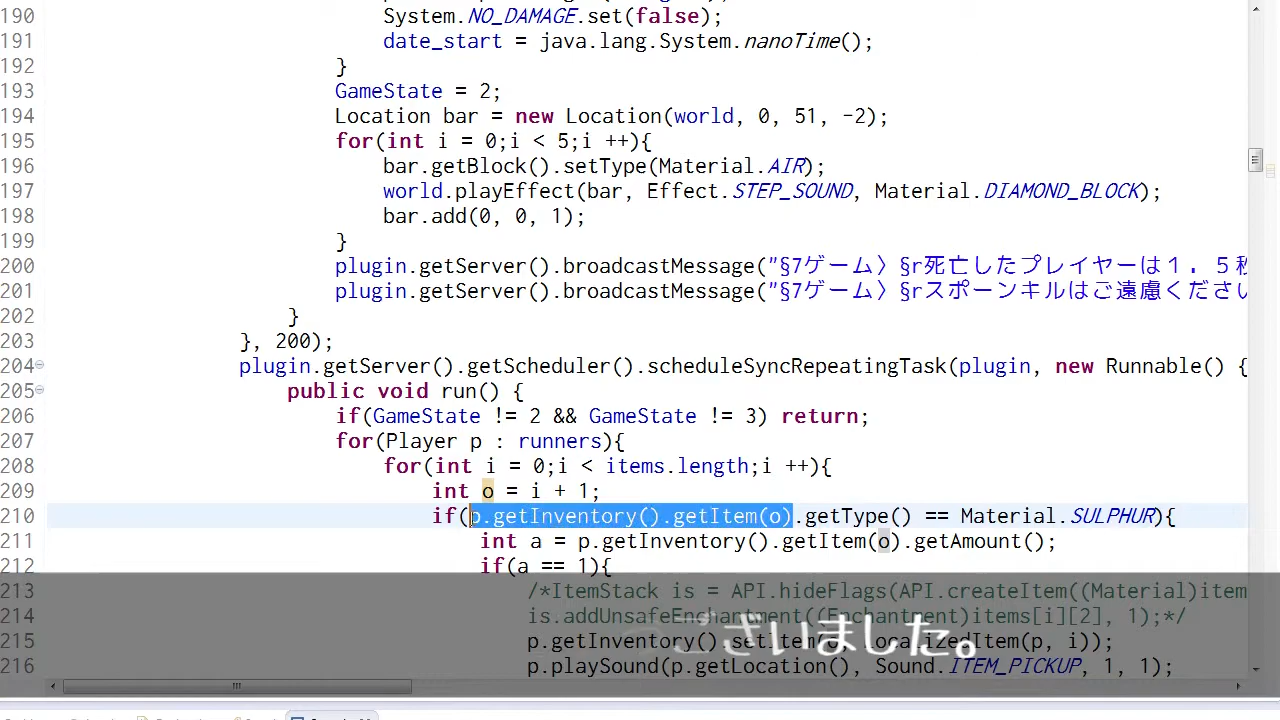 190 System.NO_DAMAGE.set(false);
191 date_start = java.lang.System.nanoTime();
192 }
193 GameState = 2;
194 Location bar = new Location(world, 0, 51, -2);
195 for(int i = 0;i < 5;i ++){
196 bar.getBlock().setType(Material.AIR);
197 world.playEffect(bar, Effect.STEP_SOUND, Material.DIAMOND_BLOCK);
198 bar.add(0, 0, 1);
199 }
200 plugin.getServer().broadcastMessage("§7ゲーム〉§r死亡したプレイヤーは１．５秒
201 plugin.getServer().broadcastMessage("§7ゲーム〉§rスポーンキルはご遠慮ください
202 }
203 }, 200);
204 plugin.getServer().getScheduler().scheduleSyncRepeatingTask(plugin, new Runnable() {
205 public void run() {
206 if(GameState != 2 && GameState != 3) return;
207 for(Player p : runners){
208 for(int i = 0;i < items.length;i ++){
209 int o = i + 1;
210 if(p.getInventory().getItem(o).getType() == Material.SULPHUR){
211 int a = p.getInventory().getItem(o).getAmount();
212 if(a == 1){
213 /*ItemStack is = API.hideFlags(API.createItem((Material)item
214 is.addUnsafeEnchantment((Enchantment)items[i][2], 1);*/
215 p.getInventory().setItem(o, LocalizedItem(p, i));
216 p.playSound(p.getLocation(), Sound.ITEM_PICKUP, 1, 1);
ございました。